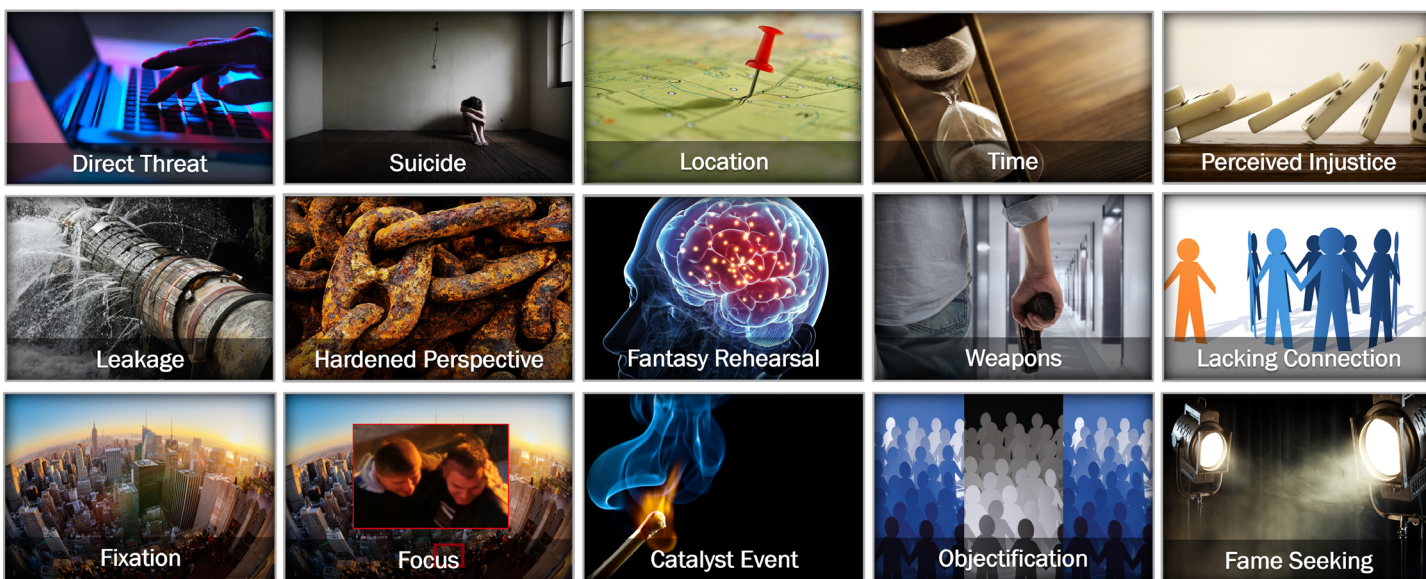 Direct Threat
Suicide
Location
Time
Perceived Injustice
Leakage
Hardened Perspective
Fantasy Rehearsal
Weapons
Lacking Connection
Fixation
Focus
Catalyst Event
Objectification
Fame Seeking